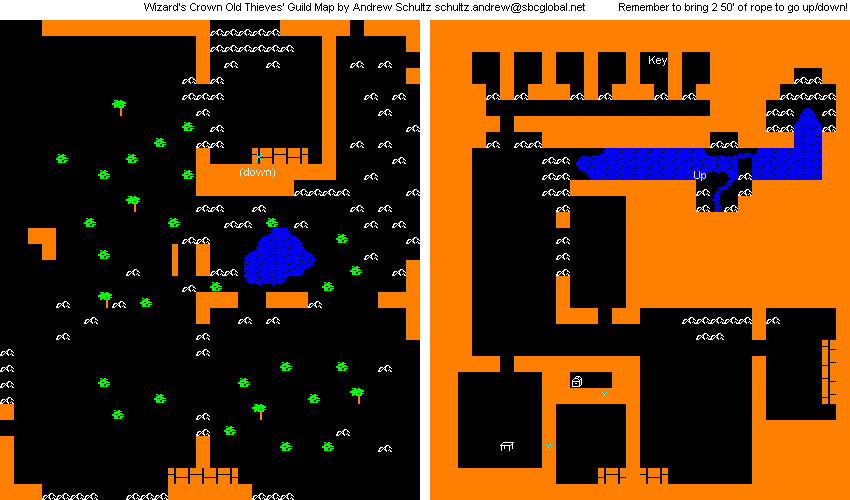 Wizard's Crown Old Thieves' Guild Map by Andrew Schultz schultz.andrew@sbcglobal.net Remember to bring 2 50' of rope to go up/down!
Key
(down)
Up